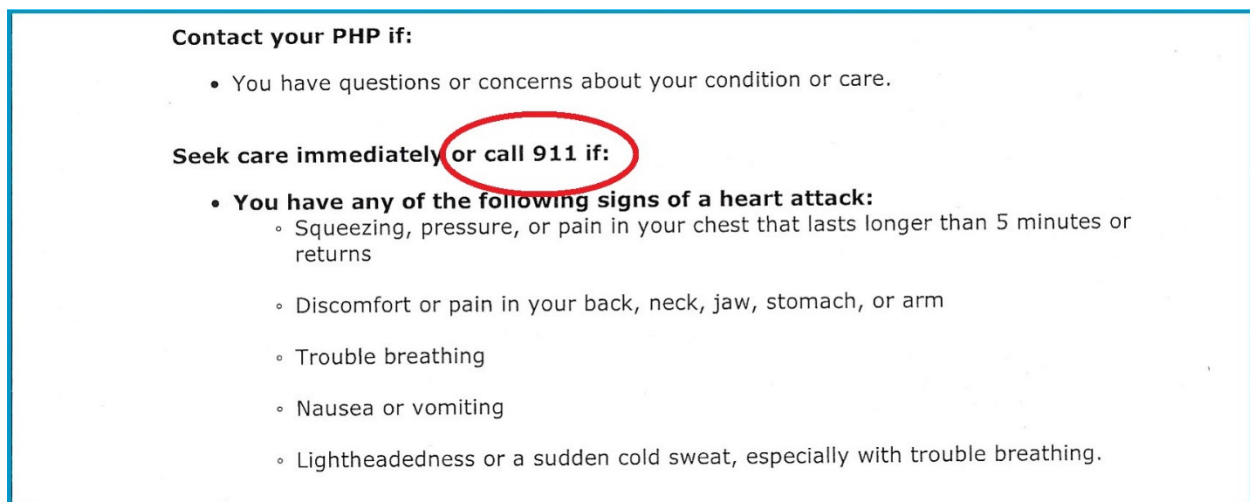 Contact your PHP if:
• You have questions or concerns about your condition or care.
Seek care immediately or call 911 if:
• You have any of the following signs of a heart attack:
◦ Squeezing, pressure, or pain in your chest that lasts longer than 5 minutes or
returns
◦ Discomfort or pain in your back, neck, jaw, stomach, or arm
◦ Trouble breathing
◦ Nausea or vomiting
◦ Lightheadedness or a sudden cold sweat, especially with trouble breathing.